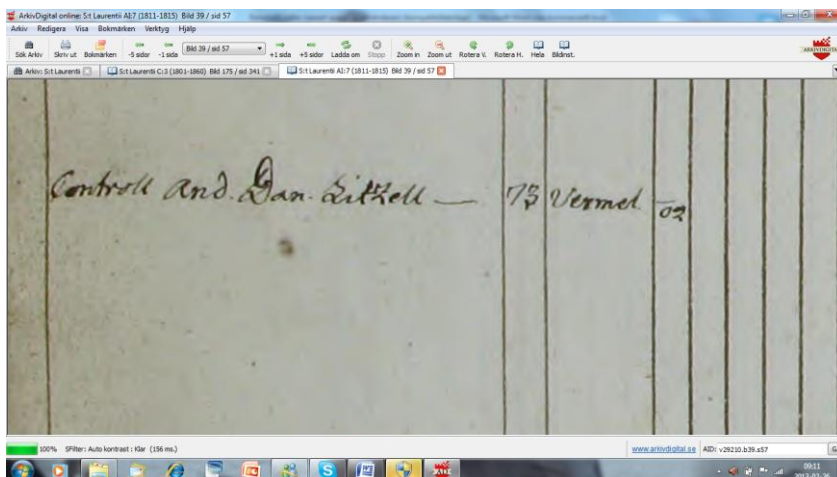 ArkivDigital online: S:t Laurentii AI:7 (1811-1815) Bild 39 / sid 57
Arkiv Redigera Visa Bokmärken Verktyg Hjälp
Bild 39 / sid 57
Sök Arkiv Skriv ut Bokmärken -5 sidor -1 sida +1 sida +5 sidor Ladda om Stopp Zoom in Zoom ut Rotera V. Rotera H. Hela Bildinst.
ARKIVDIGITAL
Arkiv: S:t Laurentii S:t Laurentii C:3 (1801-1860) Bild 175 / sid 341 S:t Laurentii AI:7 (1811-1815) Bild 39 / sid 57
Controll And. Dan. Litzell — 73 Vermel. 02
100% SFilter: Auto kontrast : Klar (156 ms.) www.arkivdigital.se AID: v29210.b39.s57 G
09:11